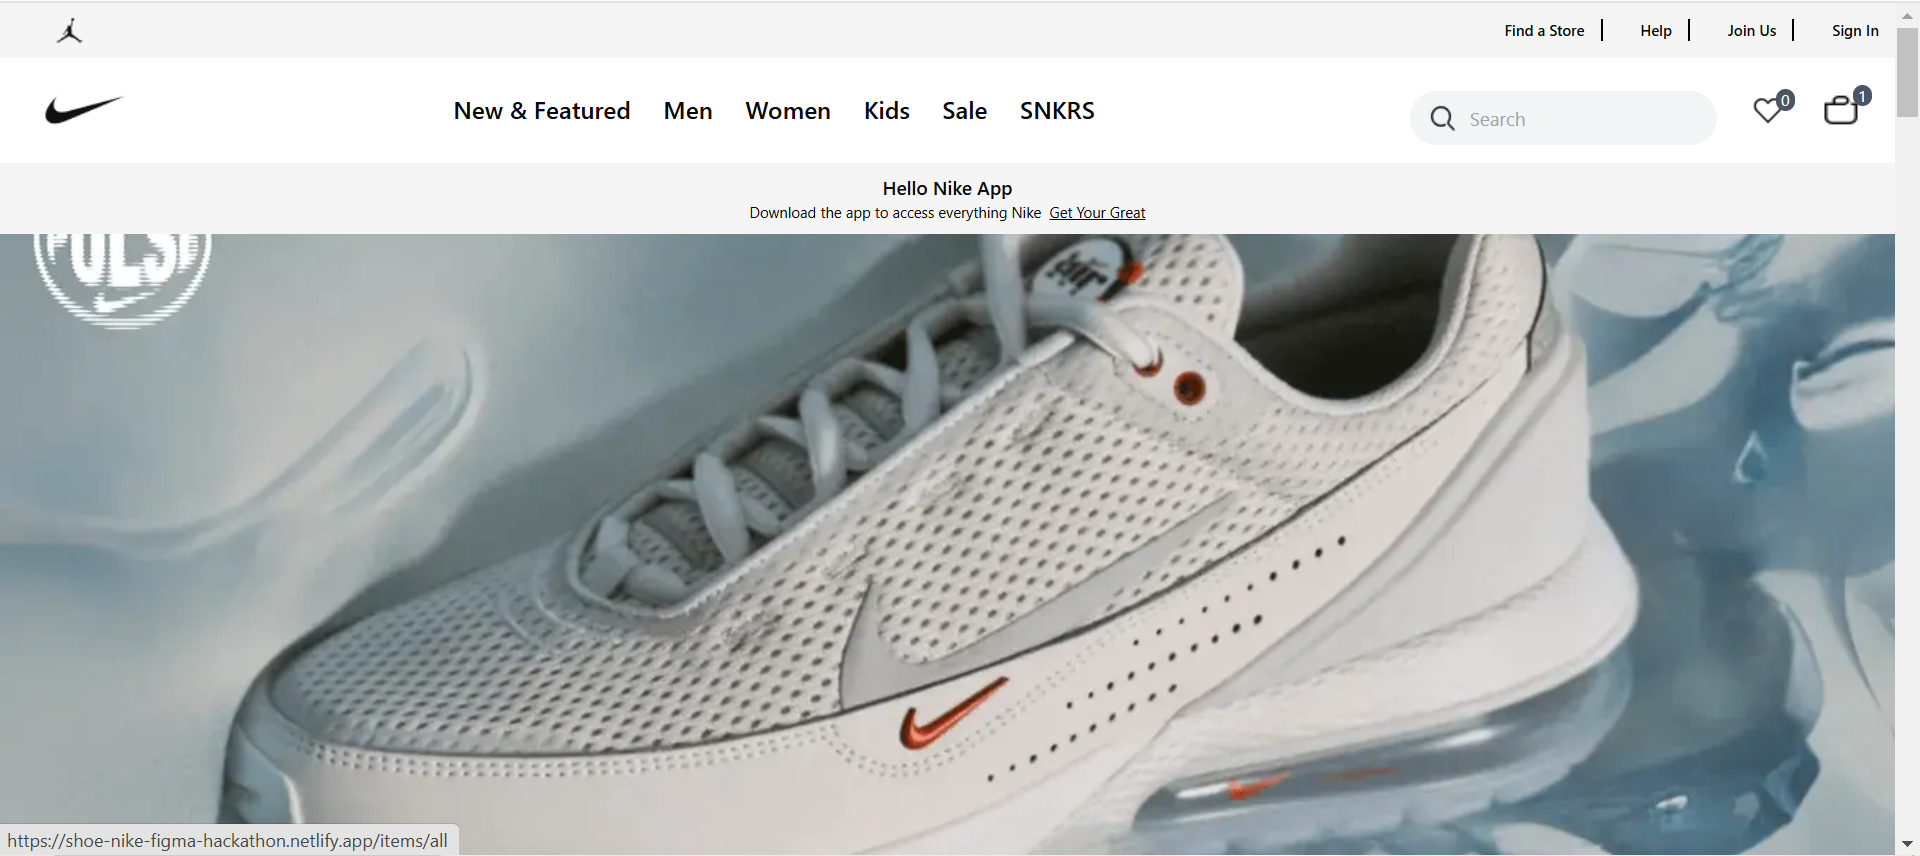 Find a Store
Help
Join Us
Sign In
New & Featured
Men
Women
Kids
Sale
SNKRS
Search
0
1
Hello Nike App
Download the app to access everything Nike Get Your Great
https://shoe-nike-figma-hackathon.netlify.app/items/all